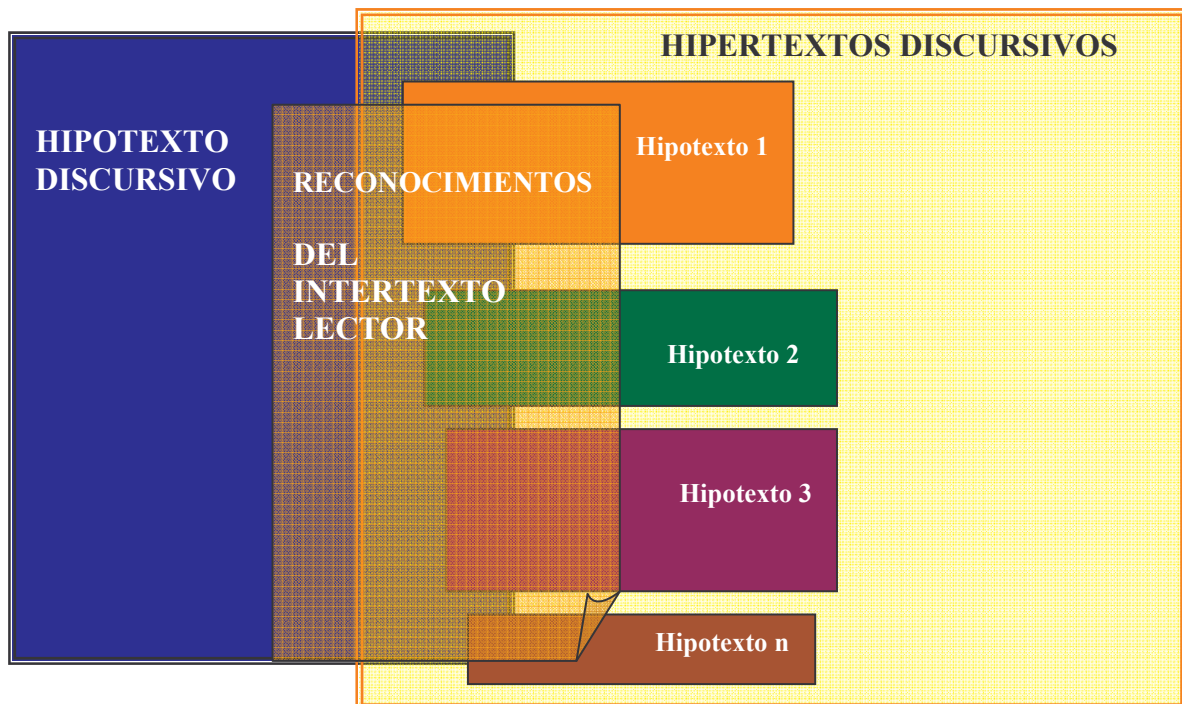 HIPERTEXTOS DISCURSIVOS
HIPOTEXTO
DISCURSIVO
RECONOCIMIENTOS
DEL
INTERTEXTO
LECTOR
Hipotexto 1
Hipotexto 2
Hipotexto 3
Hipotexto n